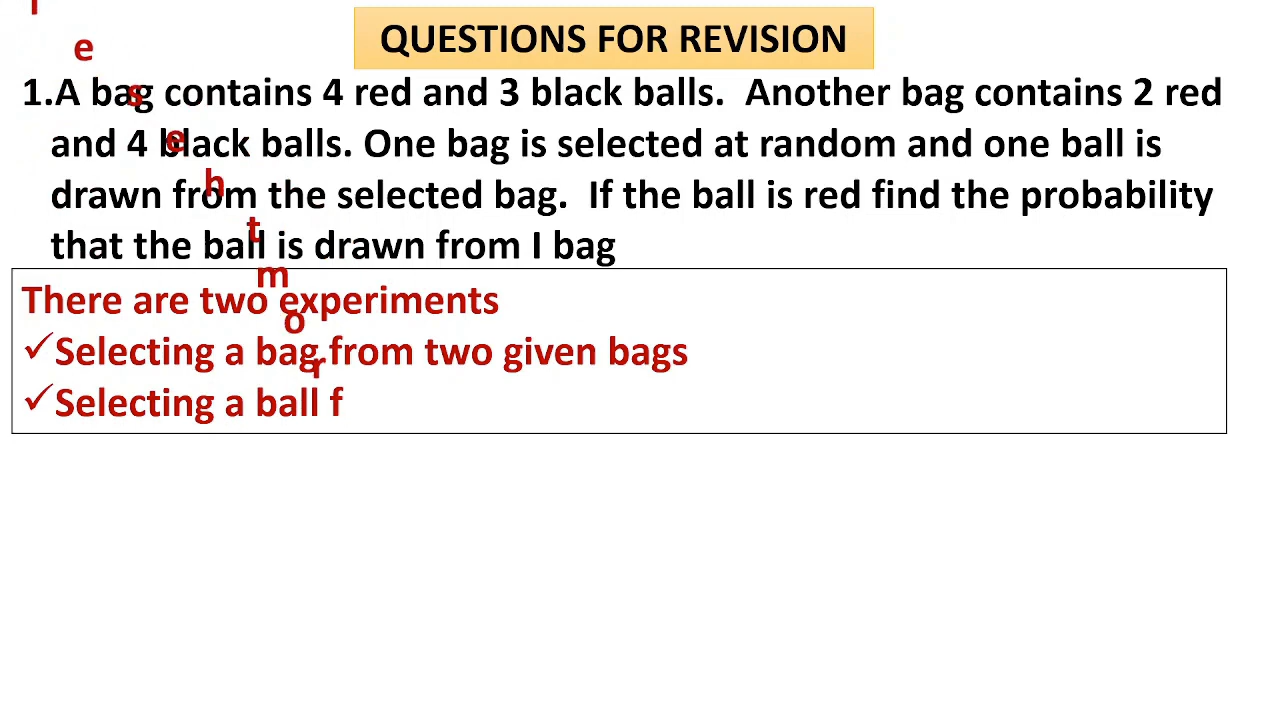 QUESTIONS FOR REVISION
1.A bag contains 4 red and 3 black balls. Another bag contains 2 red
and 4 black balls. One bag is selected at random and one ball is
drawn from the selected bag. If the ball is red find the probability
that the ball is drawn from I bag
There are two experiments
✓Selecting a bag from two given bags
✓Selecting a ball f
r
o
m
t
h
e
s
e